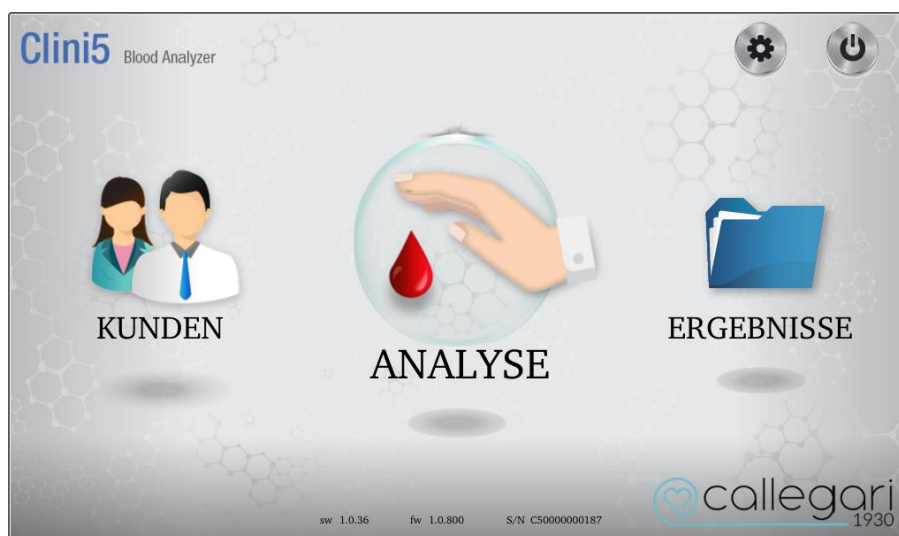 Clini5 Blood Analyzer
KUNDEN
ANALYSE
ERGEBNISSE
sw 1.0.36 fw 1.0.800 S/N C50000000187
callegari
1930